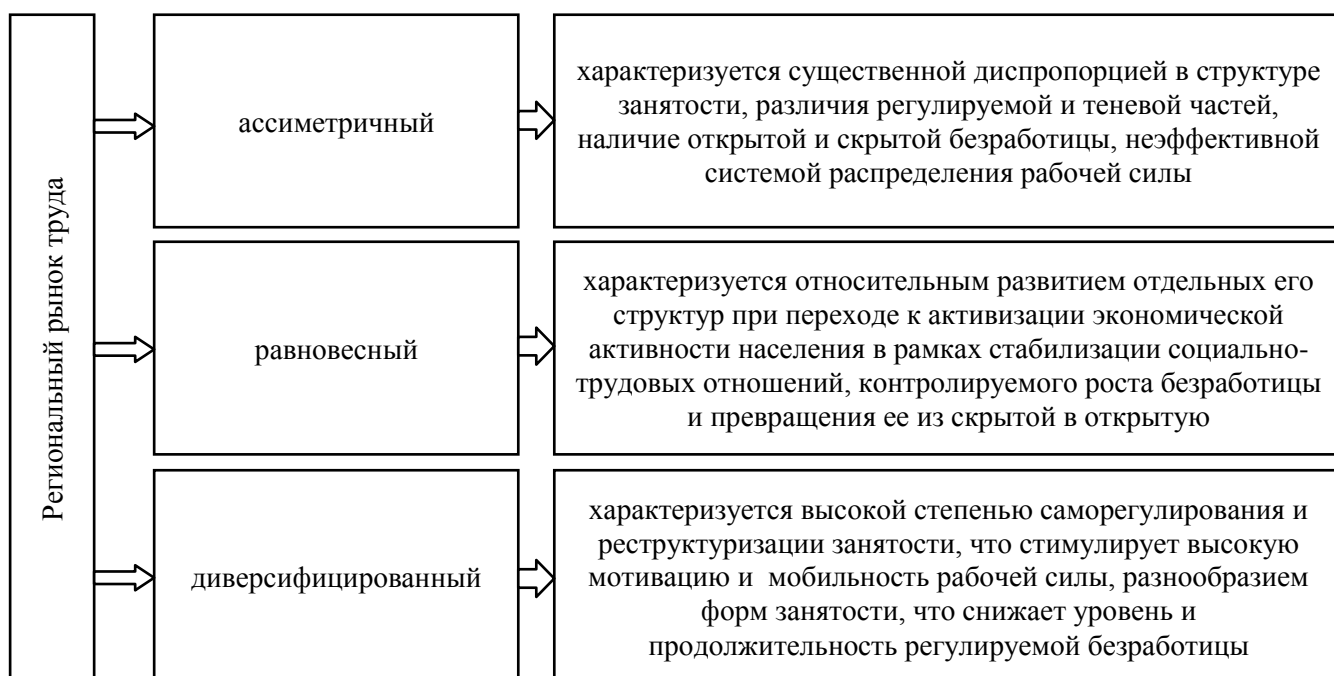 Региональный рынок труда
ассиметричный
характеризуется существенной диспропорцией в структуре
занятости, различия регулируемой и теневой частей,
наличие открытой и скрытой безработицы, неэффективной
системой распределения рабочей силы
равновесный
характеризуется относительным развитием отдельных его
структур при переходе к активизации экономической
активности населения в рамках стабилизации социально-
трудовых отношений, контролируемого роста безработицы
и превращения ее из скрытой в открытую
диверсифицированный
характеризуется высокой степенью саморегулирования и
реструктуризации занятости, что стимулирует высокую
мотивацию и  мобильность рабочей силы, разнообразием
форм занятости, что снижает уровень и
продолжительность регулируемой безработицы